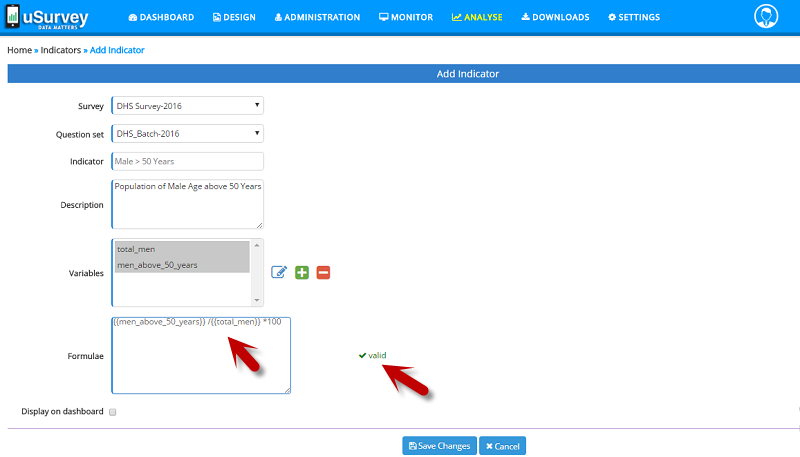 uSurvey
DATA MATTERS
DASHBOARD DESIGN ADMINISTRATION MONITOR ANALYSE DOWNLOADS SETTINGS
Home » Indicators » Add Indicator
Add Indicator
Survey DHS Survey-2016
Question set DHS_Batch-2016
Indicator Male > 50 Years
Description Population of Male Age above 50 Years
Variables total_men
men_above_50_years
Formulae {{men_above_50_years}} /{{total_men}} *100
valid
Display on dashboard
Save Changes Cancel